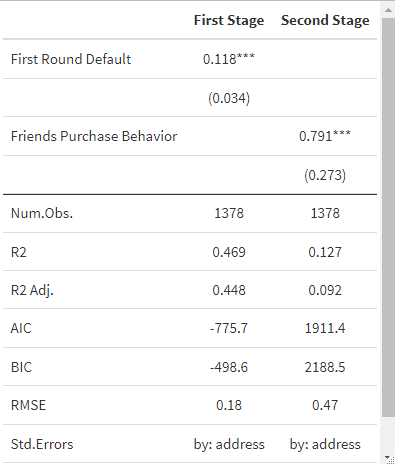 First Stage Second Stage
First Round Default 0.118***
(0.034)
Friends Purchase Behavior 0.791***
(0.273)
Num.Obs. 1378 1378
R2 0.469 0.127
R2 Adj. 0.448 0.092
AIC -775.7 1911.4
BIC -498.6 2188.5
RMSE 0.18 0.47
Std.Errors by: address by: address